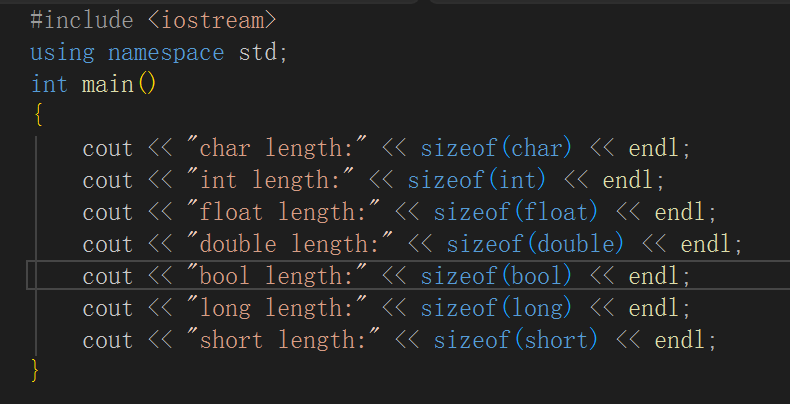 #include <iostream>
using namespace std;
int main()
{
    cout << "char length:" << sizeof(char) << endl;
    cout << "int length:" << sizeof(int) << endl;
    cout << "float length:" << sizeof(float) << endl;
    cout << "double length:" << sizeof(double) << endl;
    cout << "bool length:" << sizeof(bool) << endl;
    cout << "long length:" << sizeof(long) << endl;
    cout << "short length:" << sizeof(short) << endl;
}